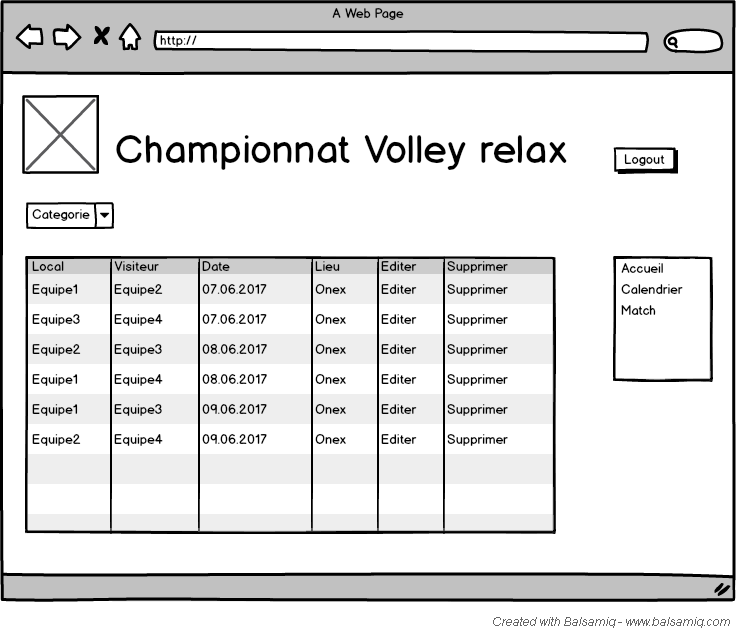 A Web Page
http://
Championnat Volley relax
Logout
Categorie
Local Visiteur Date Lieu Editer Supprimer
Equipe1 Equipe2 07.06.2017 Onex Editer Supprimer
Equipe3 Equipe4 07.06.2017 Onex Editer Supprimer
Equipe2 Equipe3 08.06.2017 Onex Editer Supprimer
Equipe1 Equipe4 08.06.2017 Onex Editer Supprimer
Equipe1 Equipe3 09.06.2017 Onex Editer Supprimer
Equipe2 Equipe4 09.06.2017 Onex Editer Supprimer
Accueil
Calendrier
Match
Created with Balsamiq - www.balsamiq.com